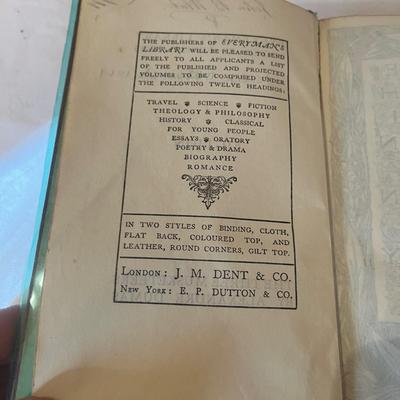 THE PUBLISHERS OF EVERYMAN'S
LIBRARY WILL BE PLEASED TO SEND
FREELY TO ALL APPLICANTS A LIST
OF THE PUBLISHED AND PROJECTED
VOLUMES TO BE COMPRISED UNDER
THE FOLLOWING TWELVE HEADINGS:
TRAVEL SCIENCE FICTION
THEOLOGY & PHILOSOPHY
HISTORY CLASSICAL
FOR YOUNG PEOPLE
ESSAYS ORATORY
POETRY & DRAMA
BIOGRAPHY
ROMANCE
IN TWO STYLES OF BINDING, CLOTH,
FLAT BACK, COLOURED TOP, AND
LEATHER, ROUND CORNERS, GILT TOP.
LONDON: J. M. DENT & CO.
NEW YORK: E. P. DUTTON & CO.